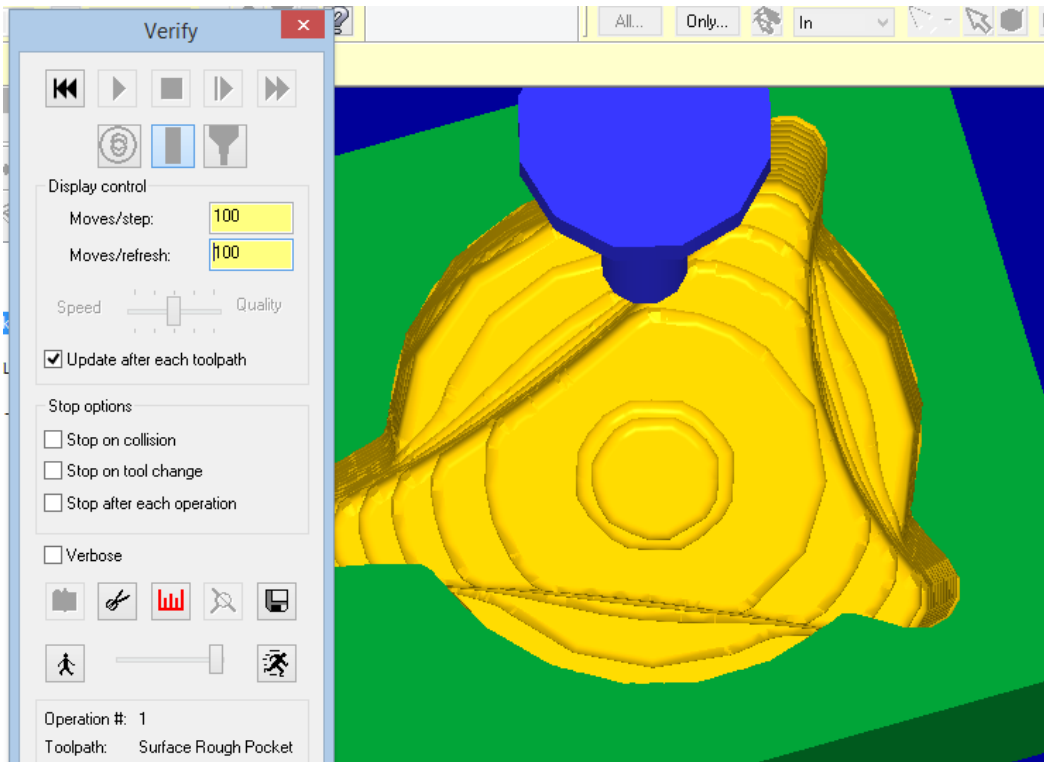 Verify
All...
Only...
In
Display control
Moves/step: 100
Moves/refresh: 100
Speed
Quality
Update after each toolpath
Stop options
Stop on collision
Stop on tool change
Stop after each operation
Verbose
Operation #: 1
Toolpath: Surface Rough Pocket